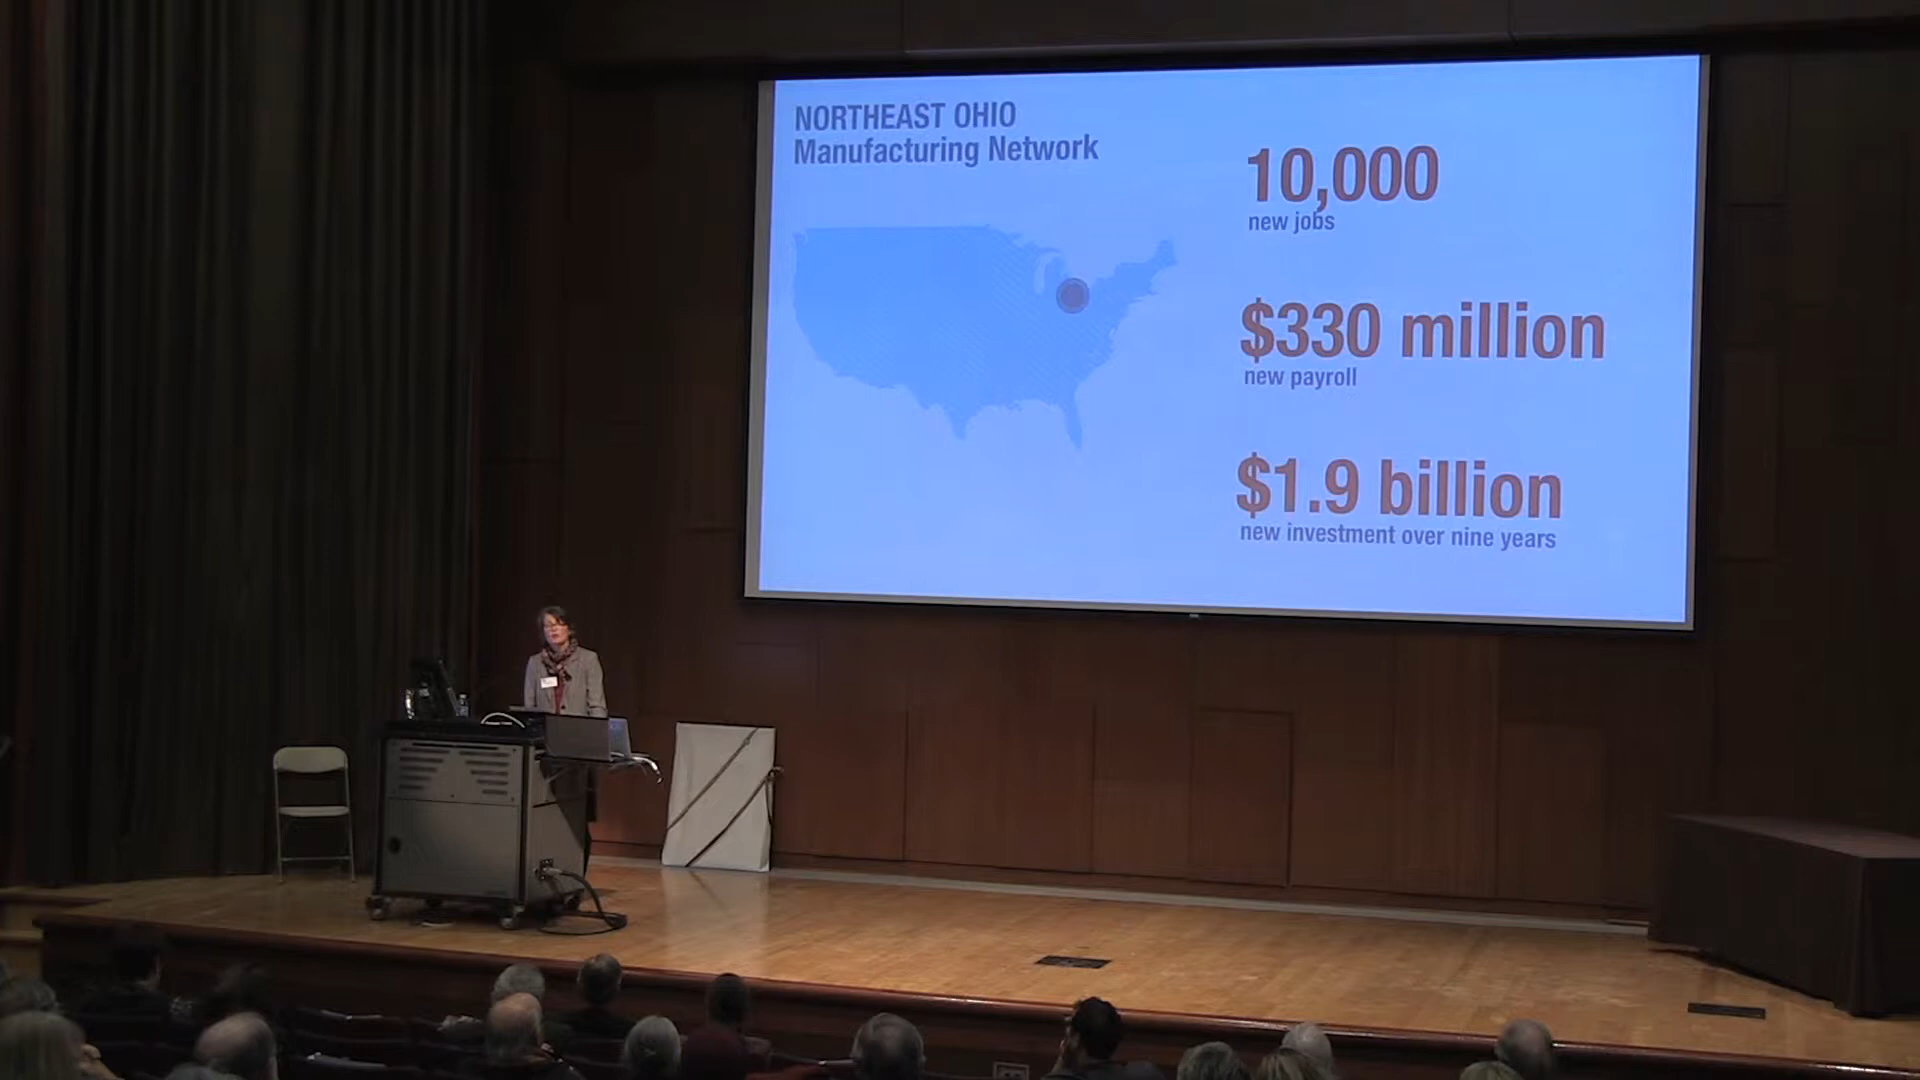 NORTHEAST OHIO
Manufacturing Network
10,000
new jobs
$330 million
new payroll
$1.9 billion
new investment over nine years